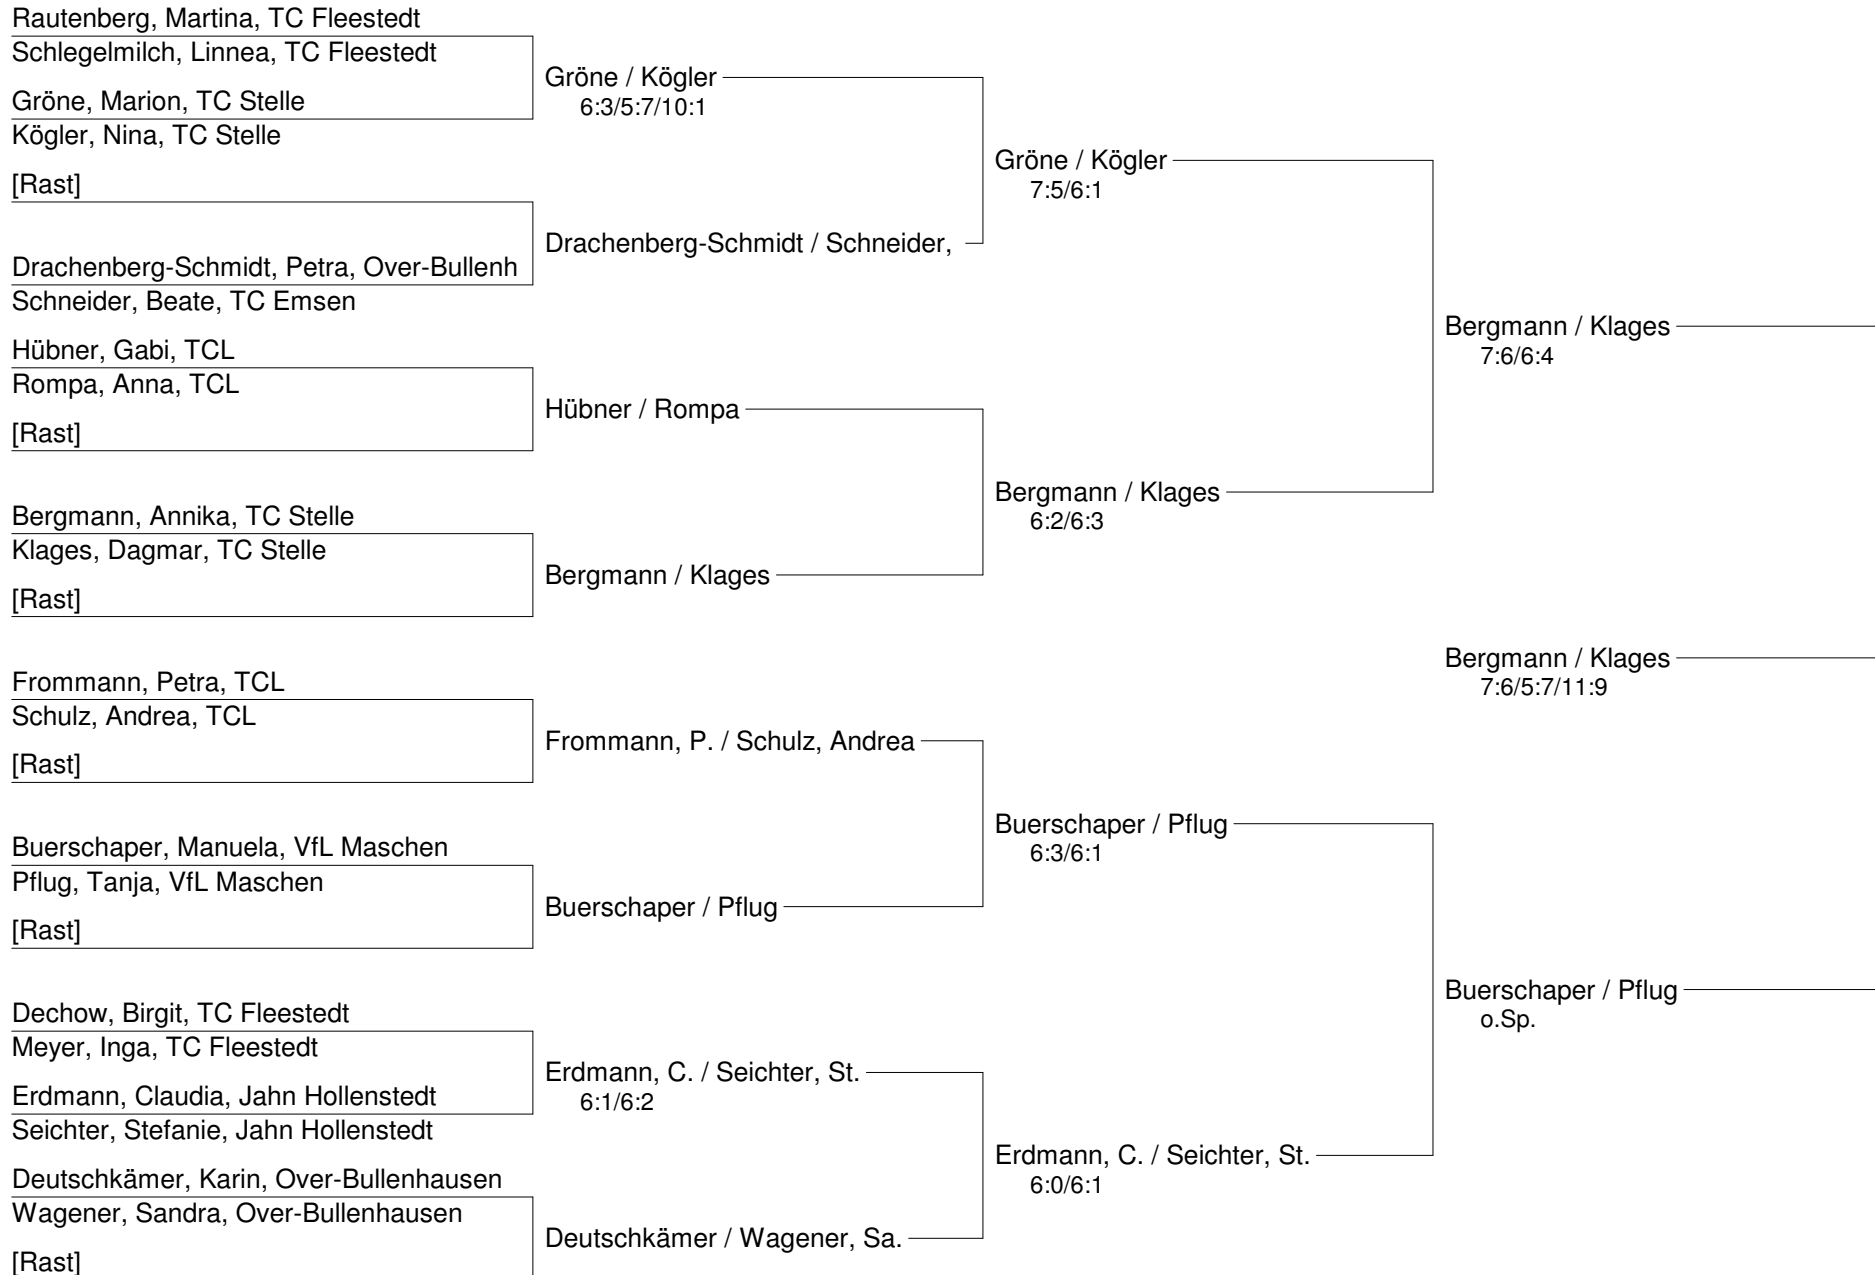 Rautenberg, Martina, TC Fleestedt
Schlegelmilch, Linnea, TC Fleestedt
Gröne / Kögler
6:3/5:7/10:1
Gröne, Marion, TC Stelle
Kögler, Nina, TC Stelle
Gröne / Kögler
7:5/6:1
[Rast]
Drachenberg-Schmidt / Schneider,
Drachenberg-Schmidt, Petra, Over-Bullenh
Schneider, Beate, TC Emsen
Bergmann / Klages
7:6/6:4
Hübner, Gabi, TCL
Rompa, Anna, TCL
Hübner / Rompa
[Rast]
Bergmann / Klages
6:2/6:3
Bergmann, Annika, TC Stelle
Klages, Dagmar, TC Stelle
Bergmann / Klages
[Rast]
Bergmann / Klages
7:6/5:7/11:9
Frommann, Petra, TCL
Schulz, Andrea, TCL
Frommann, P. / Schulz, Andrea
[Rast]
Buerschaper / Pflug
6:3/6:1
Buerschaper, Manuela, VfL Maschen
Pflug, Tanja, VfL Maschen
Buerschaper / Pflug
[Rast]
Buerschaper / Pflug
o.Sp.
Dechow, Birgit, TC Fleestedt
Meyer, Inga, TC Fleestedt
Erdmann, C. / Seichter, St.
6:1/6:2
Erdmann, Claudia, Jahn Hollenstedt
Seichter, Stefanie, Jahn Hollenstedt
Erdmann, C. / Seichter, St.
6:0/6:1
Deutschkämer, Karin, Over-Bullenhausen
Wagener, Sandra, Over-Bullenhausen
Deutschkämer / Wagener, Sa.
[Rast]